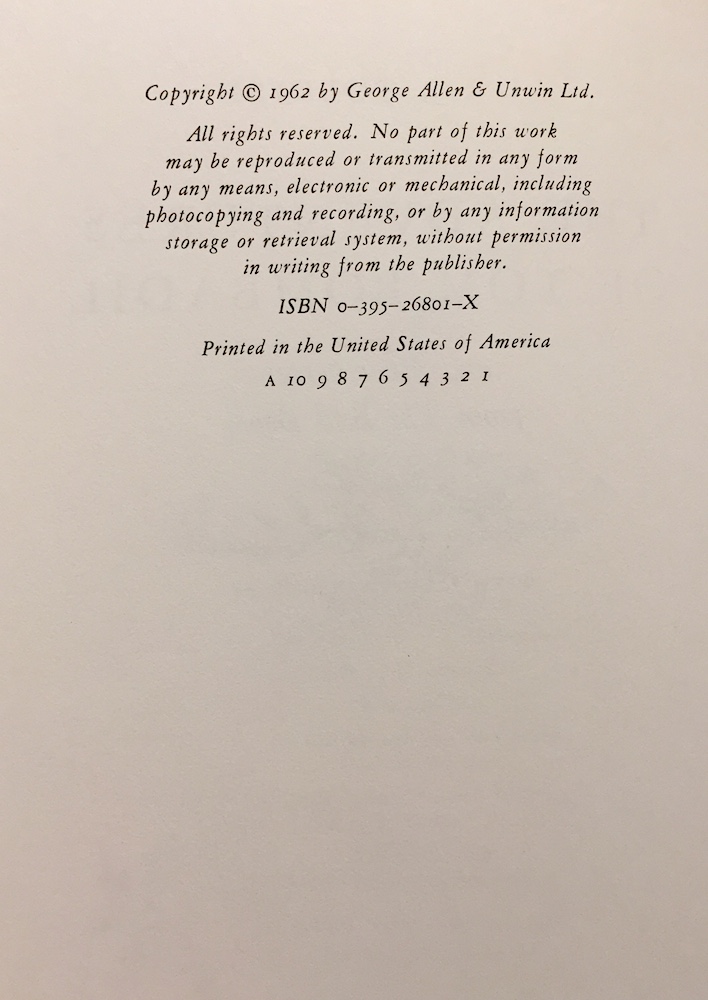 Copyright © 1962 by George Allen & Unwin Ltd.
All rights reserved. No part of this work
may be reproduced or transmitted in any form
by any means, electronic or mechanical, including
photocopying and recording, or by any information
storage or retrieval system, without permission
in writing from the publisher.
ISBN 0–395–26801–X
Printed in the United States of America
A 10 9 8 7 6 5 4 3 2 1